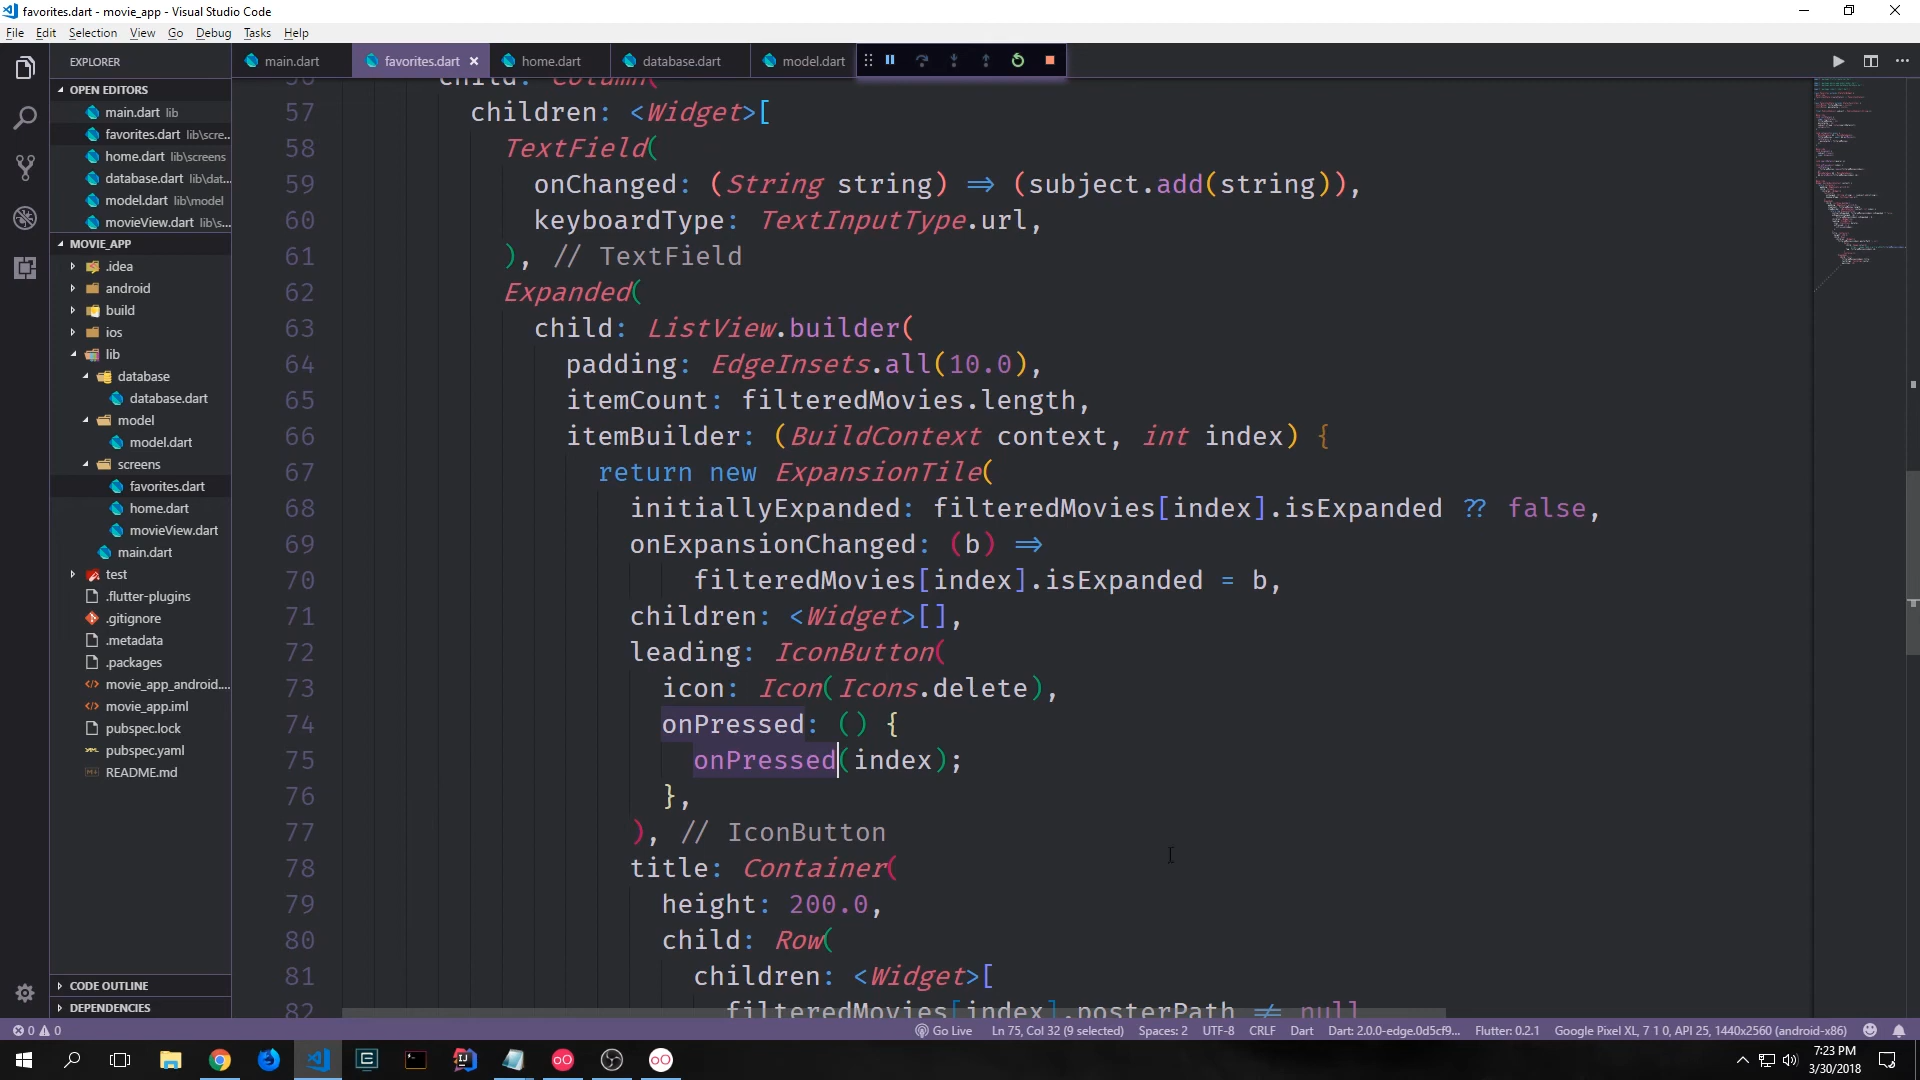 favorites.dart - movie_app - Visual Studio Code
File Edit Selection View Go Debug Tasks Help
EXPLORER
OPEN EDITORS
main.dart lib
favorites.dart lib\scre...
home.dart lib\screens
database.dart lib\dat...
model.dart lib\model
movieView.dart lib\s...
MOVIE_APP
.idea
android
build
ios
lib
database
database.dart
model
model.dart
screens
favorites.dart
home.dart
movieView.dart
main.dart
test
.flutter-plugins
.gitignore
.metadata
.packages
movie_app_android....
movie_app.iml
pubspec.lock
pubspec.yaml
README.md
CODE OUTLINE
DEPENDENCIES
main.dart favorites.dart home.dart database.dart model.dart
56 child: Column(
57 children: <Widget>[
58 TextField(
59 onChanged: (String string) => (subject.add(string)),
60 keyboardType: TextInputType.url,
61 ), // TextField
62 Expanded(
63 child: ListView.builder(
64 padding: EdgeInsets.all(10.0),
65 itemCount: filteredMovies.length,
66 itemBuilder: (BuildContext context, int index) {
67 return new ExpansionTile(
68 initiallyExpanded: filteredMovies[index].isExpanded ?? false,
69 onExpansionChanged: (b) =>
70 filteredMovies[index].isExpanded = b,
71 children: <Widget>[],
72 leading: IconButton(
73 icon: Icon(Icons.delete),
74 onPressed: () {
75 onPressed(index);
76 },
77 ), // IconButton
78 title: Container(
79 height: 200.0,
80 child: Row(
81 children: <Widget>[
82 filteredMovies[index].posterPath != null
0 0 Go Live Ln 75, Col 32 (9 selected) Spaces: 2 UTF-8 CRLF Dart Dart: 2.0.0-edge.0d5cf9... Flutter: 0.2.1 Google Pixel XL, 7 1 0, API 25, 1440x2560 (android-x86)
7:23 PM
3/30/2018